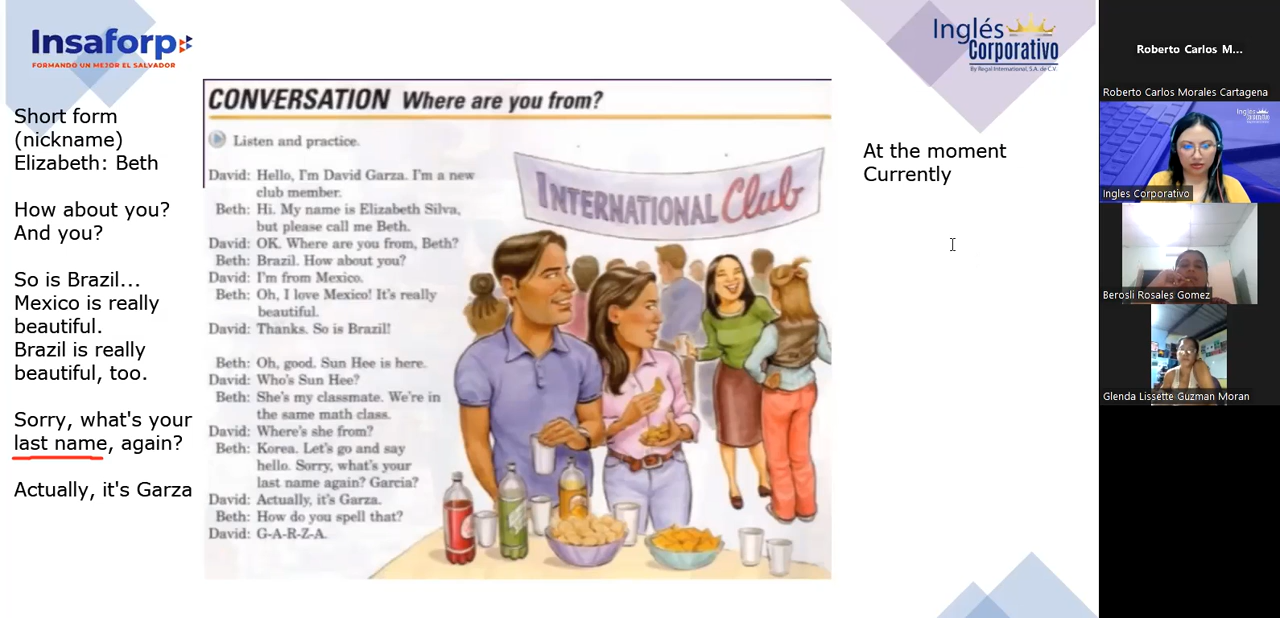 Insaforp
FORMANDO UN MEJOR EL SALVADOR
Inglés
Corporativo
By Regal International, S.A. de C.V.
Short form
(nickname)
Elizabeth: Beth
How about you?
And you?
So is Brazil...
Mexico is really
beautiful.
Brazil is really
beautiful, too.
Sorry, what's your
last name, again?
Actually, it's Garza
CONVERSATION Where are you from?
Listen and practice.
David: Hello, I'm David Garza. I'm a new
club member.
Beth: Hi. My name is Elizabeth Silva,
but please call me Beth.
David: OK. Where are you from, Beth?
Beth: Brazil. How about you?
David: I'm from Mexico.
Beth: Oh, I love Mexico! It's really
beautiful.
David: Thanks. So is Brazil!
Beth: Oh, good. Sun Hee is here.
David: Who's Sun Hee?
Beth: She's my classmate. We're in
the same math class.
David: Where's she from?
Beth: Korea. Let's go and say
hello. Sorry, what's your
last name again? Garcia?
David: Actually, it's Garza.
Beth: How do you spell that?
David: G-A-R-Z-A.
INTERNATIONAL Club
At the moment
Currently
Roberto Carlos M...
Roberto Carlos Morales Cartagena
Ingles Corporativo
Berosli Rosales Gomez
Glenda Lissette Guzman Moran